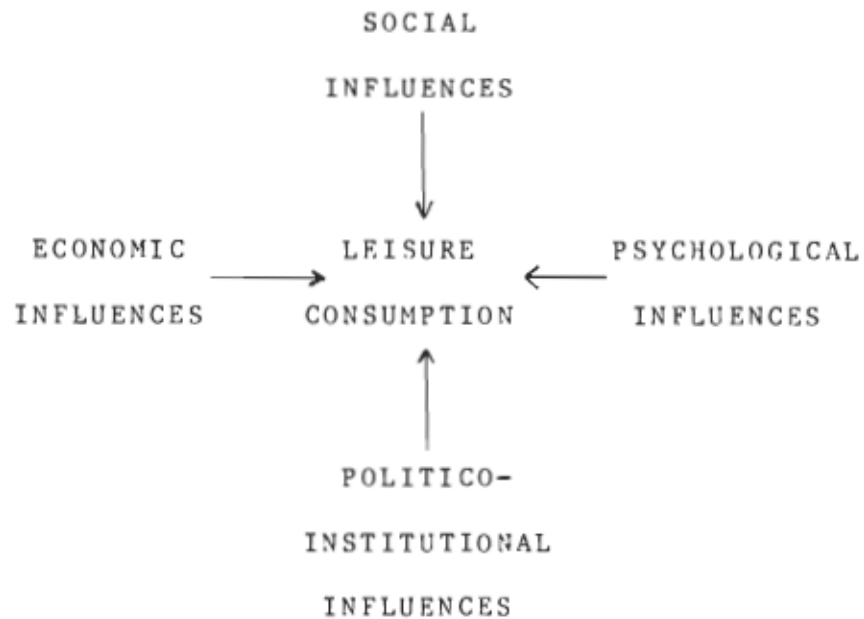 SOCIAL
INFLUENCES
ECONOMIC
INFLUENCES
LEISURE
CONSUMPTION
PSYCHOLOGICAL
INFLUENCES
POLITICO-
INSTITUTIONAL
INFLUENCES